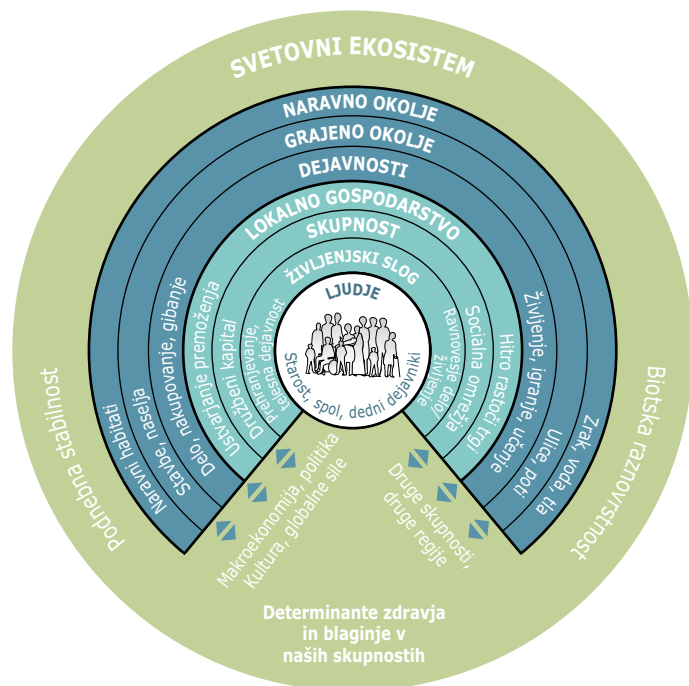 SVETOVNI EKOSISTEM
NARAVNO OKOLJE
GRAJENO OKOLJE
DEJAVNOSTI
LOKALNO GOSPODARSTVO
SKUPNOST
ŽIVLJENJSKI SLOG
LJUDJE
Starost, spol, dedni dejavniki
Podnebna stabilnost
Naravni habitati
Stavbe, naselja
Delo, nakupovanje, gibanje
Ustvarjanje premoženja
Družbeni kapital
Prehranjevanje,
telesna dejavnost
Ravnovesje delo/
življenje
Socialna omrežja
Hitro rastoči trgi
Življenje, igranje, učenje
Ulice, poti
Zrak, voda, tla
Biotska raznovrstnost
Makroekonomija, politika
Kultura, globalne sile
Druge skupnosti,
druge regije
Determinante zdravja
in blaginje v
naših skupnostih